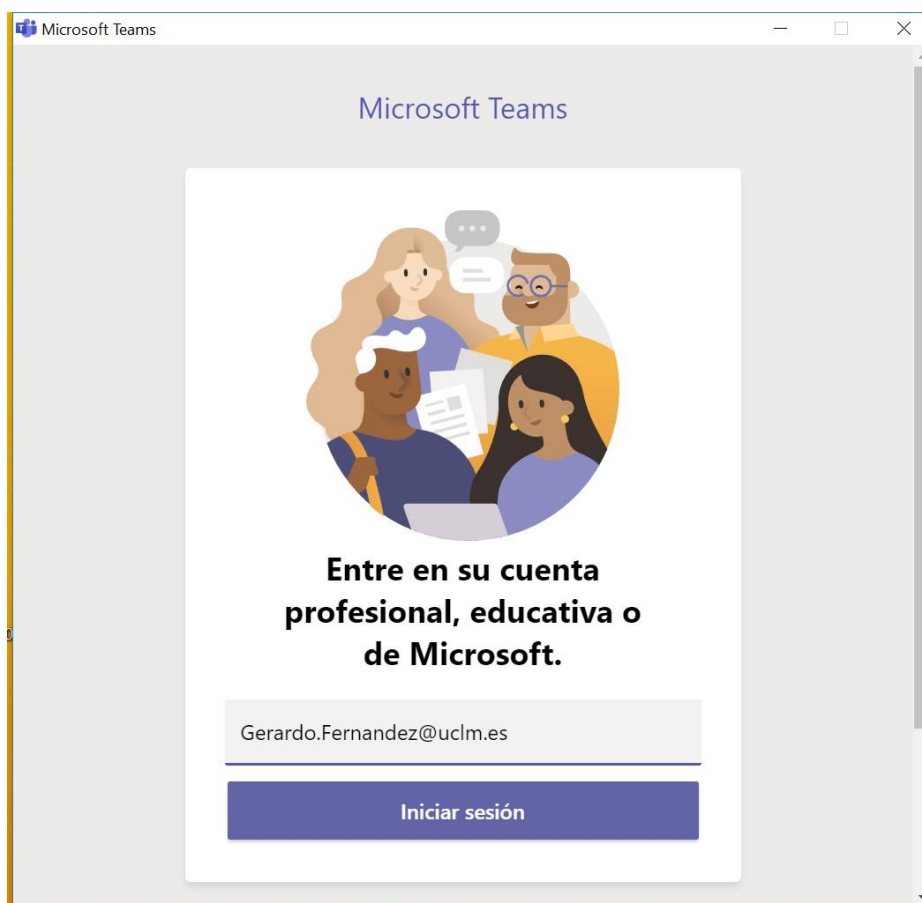 Microsoft Teams
Microsoft Teams
Entre en su cuenta
profesional, educativa o
de Microsoft.
Gerardo.Fernandez@uclm.es
Iniciar sesión